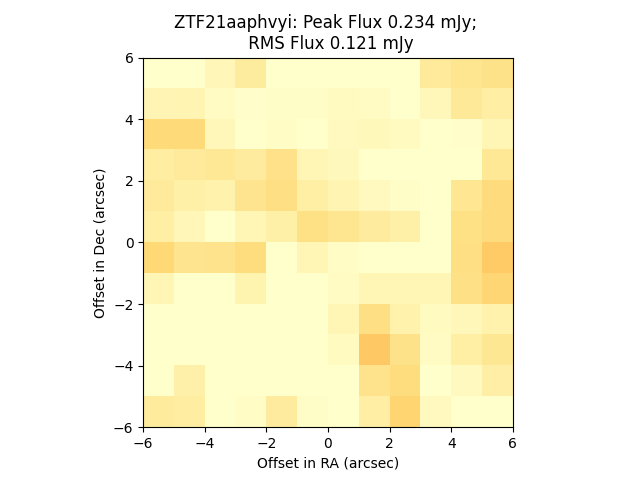 ZTF21aaphvyi: Peak Flux 0.234 mJy;
RMS Flux 0.121 mJy
6
4
2
0
−2
−4
−6
Offset in Dec (arcsec)
−6 −4 −2 0 2 4 6
Offset in RA (arcsec)